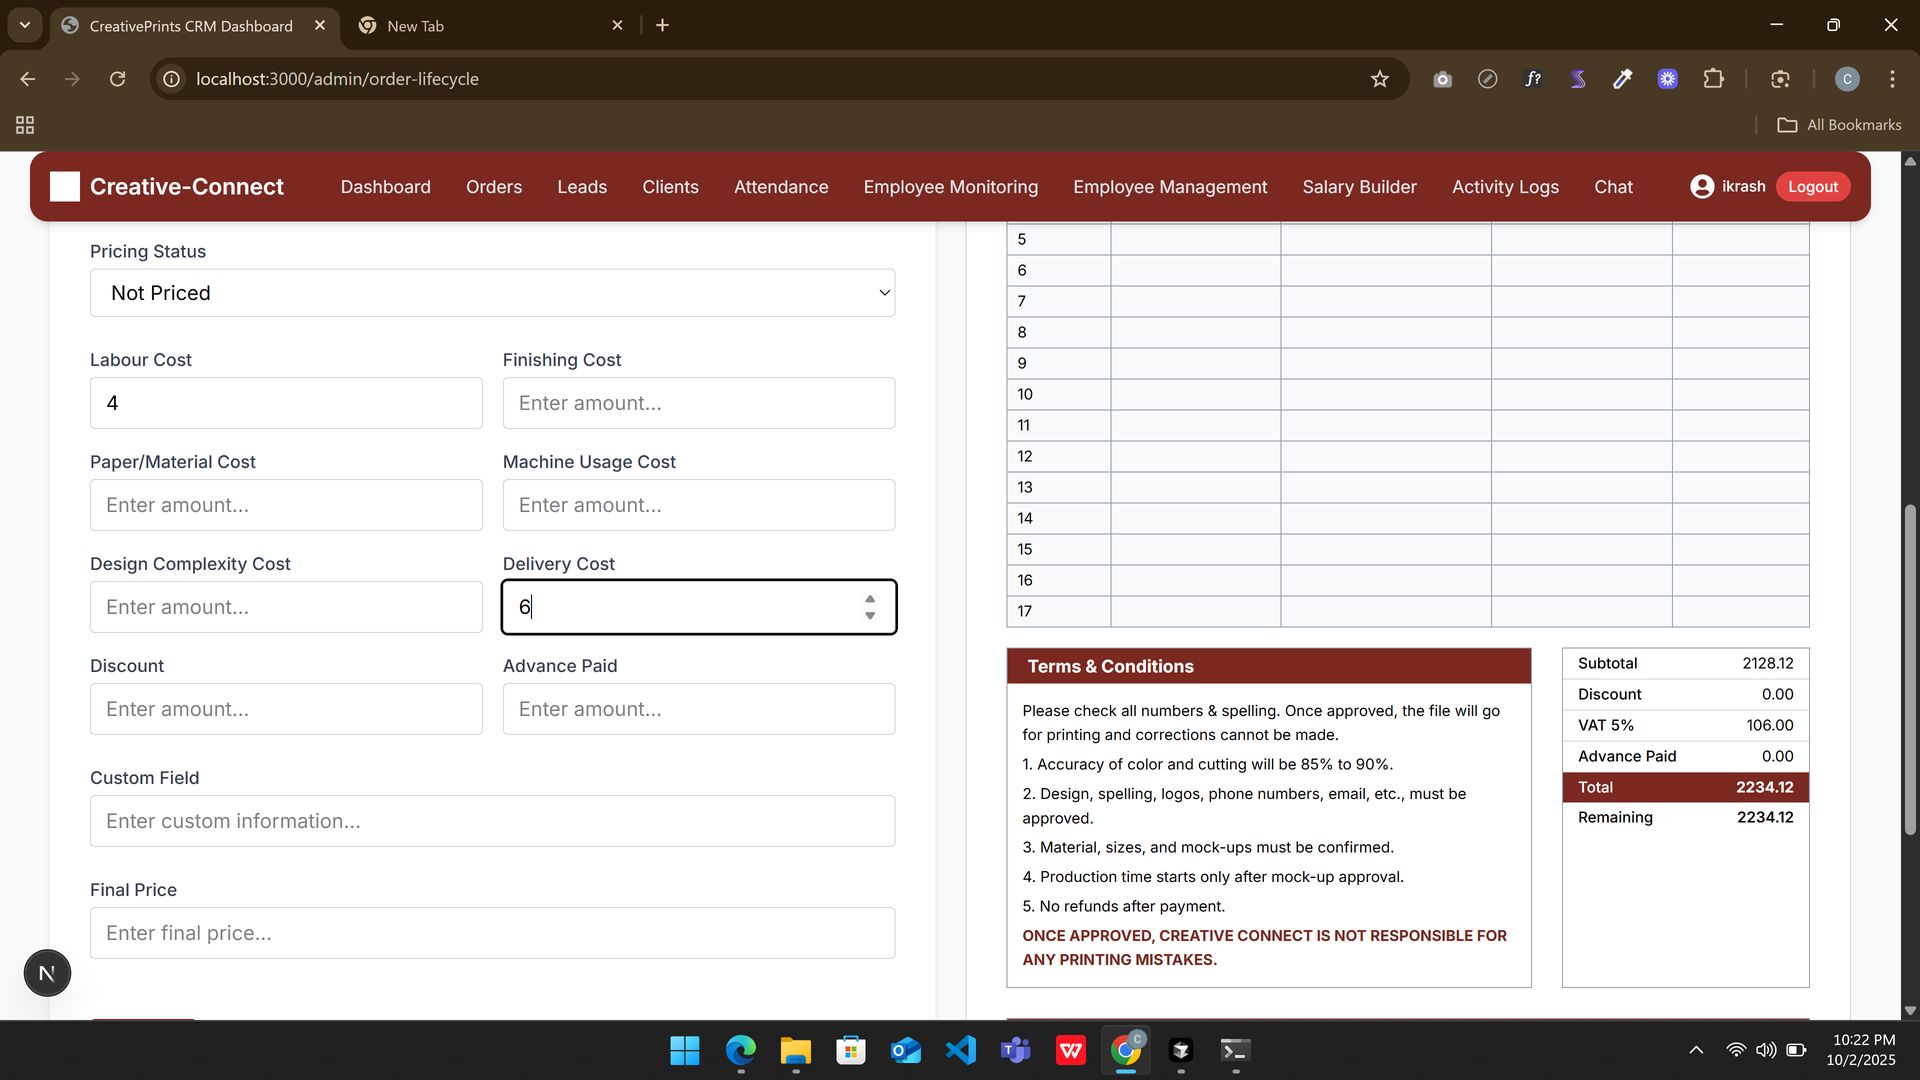 CreativePrints CRM Dashboard
New Tab
localhost:3000/admin/order-lifecycle
f?
C
All Bookmarks
Creative-Connect
Dashboard
Orders
Leads
Clients
Attendance
Employee Monitoring
Employee Management
Salary Builder
Activity Logs
Chat
ikrash
Logout
Pricing Status
Not Priced
Labour Cost
Finishing Cost
4
Enter amount...
Paper/Material Cost
Machine Usage Cost
Enter amount...
Enter amount...
Design Complexity Cost
Delivery Cost
Enter amount...
6
Discount
Advance Paid
Enter amount...
Enter amount...
Custom Field
Enter custom information...
Final Price
Enter final price...
N
5
6
7
8
9
10
11
12
13
14
15
16
17
Terms & Conditions
Please check all numbers & spelling. Once approved, the file will go
for printing and corrections cannot be made.
1. Accuracy of color and cutting will be 85% to 90%.
2. Design, spelling, logos, phone numbers, email, etc., must be
approved.
3. Material, sizes, and mock-ups must be confirmed.
4. Production time starts only after mock-up approval.
5. No refunds after payment.
ONCE APPROVED, CREATIVE CONNECT IS NOT RESPONSIBLE FOR
ANY PRINTING MISTAKES.
Subtotal 2128.12
Discount 0.00
VAT 5% 106.00
Advance Paid 0.00
Total 2234.12
Remaining 2234.12
C
10:22 PM
10/2/2025